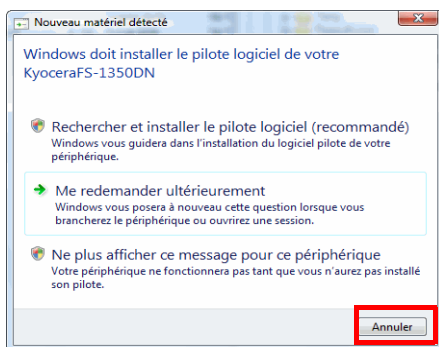 Nouveau matériel détecté
Windows doit installer le pilote logiciel de votre
KyoceraFS-1350DN
Rechercher et installer le pilote logiciel (recommandé)
Windows vous guidera dans l'installation du logiciel pilote de votre
périphérique.
Me redemander ultérieurement
Windows vous posera à nouveau cette question lorsque vous
brancherez le périphérique ou ouvrirez une session.
Ne plus afficher ce message pour ce périphérique
Votre périphérique ne fonctionnera pas tant que vous n'aurez pas installé
son pilote.
Annuler